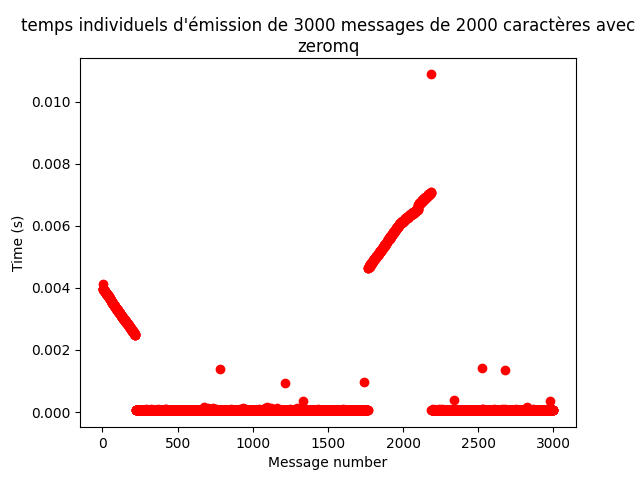 temps individuels d'émission de 3000 messages de 2000 caractères avec
zeromq
0.010
0.008
0.006
0.004
0.002
0.000
Time (s)
0 500 1000 1500 2000 2500 3000
Message number